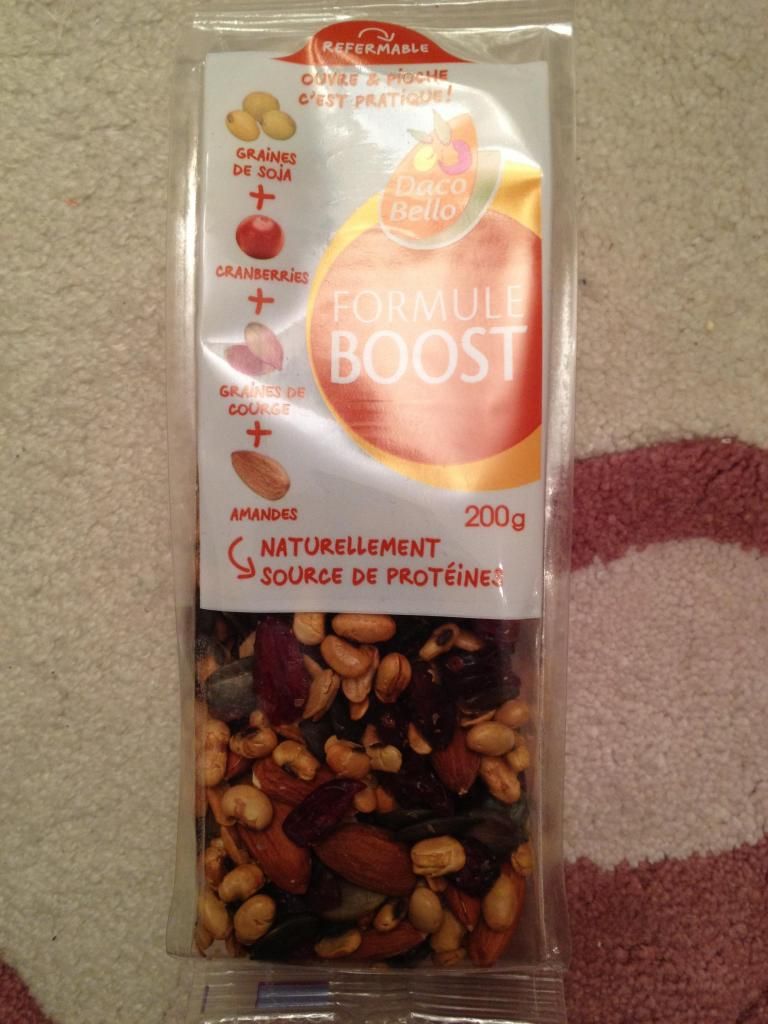 REFERMABLE
OUVRE & PIOCHE
C'EST PRATIQUE!
GRAINES
DE SOJA
+
CRANBERRIES
+
GRAINES DE
COURGE
+
AMANDES
Daco
Bello
FORMULE
BOOST
200g
NATURELLEMENT
SOURCE DE PROTÉINES